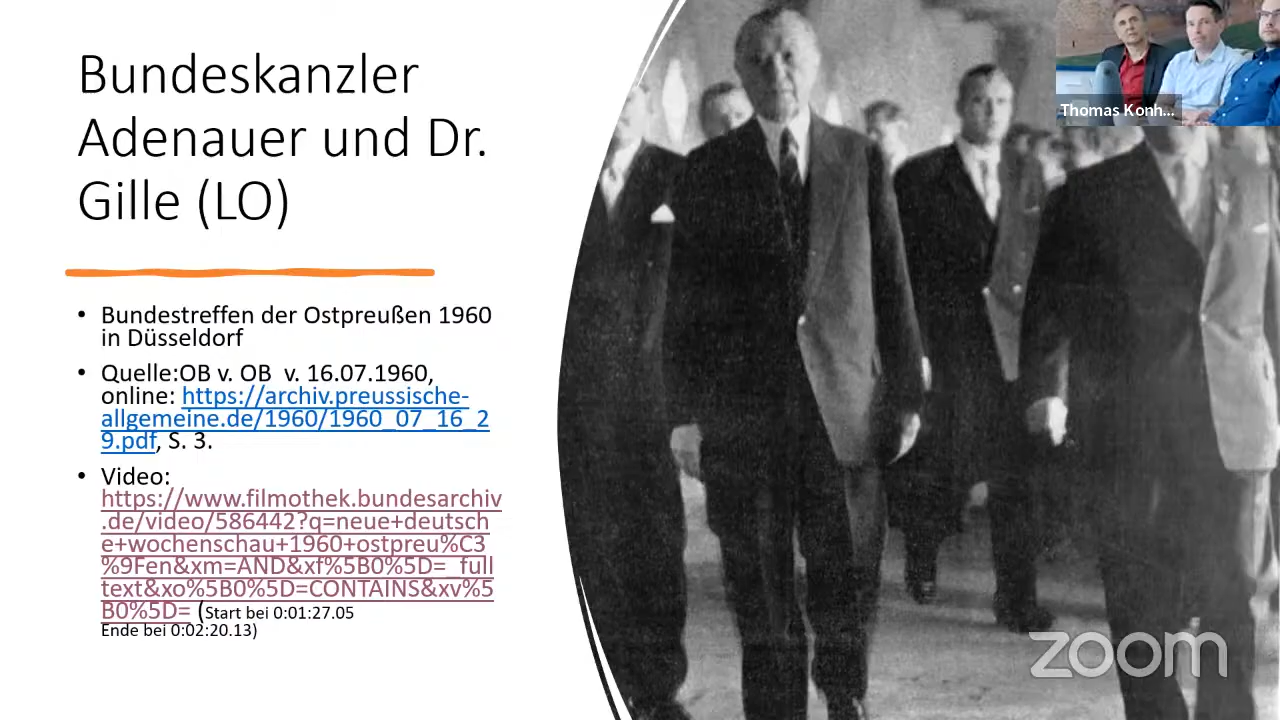 Bundeskanzler
Adenauer und Dr.
Gille (LO)
• Bundestreffen der Ostpreußen 1960
in Düsseldorf
• Quelle:OB v. OB v. 16.07.1960,
online: https://archiv.preussische-
allgemeine.de/1960/1960_07_16_2
9.pdf, S. 3.
• Video:
https://www.filmothek.bundesarchiv
.de/video/586442?q=neue+deutsch
e+wochenschau+1960+ostpreu%C3
%9Fen&xm=AND&xf%5B0%5D=_full
text&xo%5B0%5D=CONTAINS&xv%5
B0%5D= (Start bei 0:01:27.05
Ende bei 0:02:20.13)
Thomas Konh...
zoom